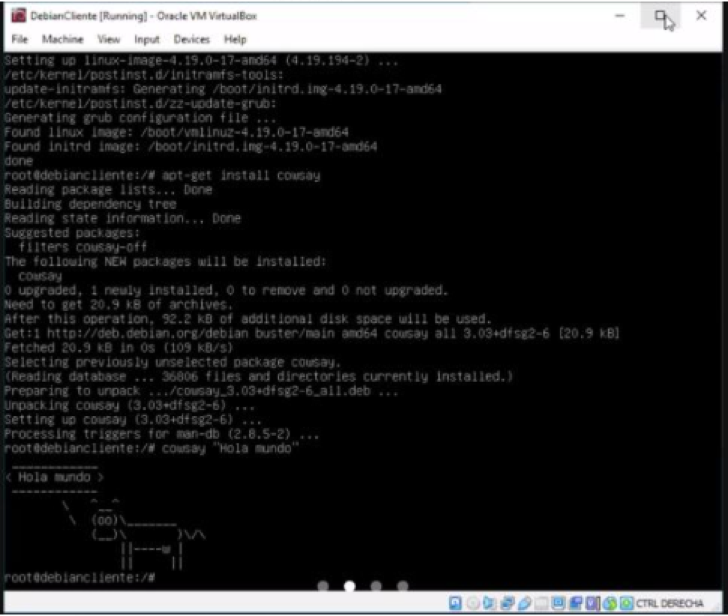 DebianCliente [Running] - Oracle VM VirtualBox
File Machine View Input Devices Help
Setting up linux-image-4.19.0-17-amd64 (4.19.194-2) ...
/etc/kernel/postinst.d/initramfs-tools:
update-initramfs: Generating /boot/initrd.img-4.19.0-17-amd64
/etc/kernel/postinst.d/zz-update-grub:
Generating grub configuration file ...
Found linux image: /boot/vmlinuz-4.19.0-17-amd64
Found initrd image: /boot/initrd.img-4.19.0-17-amd64
done
root@debiancliente:/# apt-get install cowsay
Reading package lists... Done
Building dependency tree
Reading state information... Done
Suggested packages:
  filters cowsay-off
The following NEW packages will be installed:
  cowsay
0 upgraded, 1 newly installed, 0 to remove and 0 not upgraded.
Need to get 20.9 kB of archives.
After this operation, 92.2 kB of additional disk space will be used.
Get:1 http://deb.debian.org/debian buster/main amd64 cowsay all 3.03+dfsg2-6 [20.9 kB]
Fetched 20.9 kB in 0s (109 kB/s)
Selecting previously unselected package cowsay.
(Reading database ... 36806 files and directories currently installed.)
Preparing to unpack .../cowsay_3.03+dfsg2-6_all.deb ...
Unpacking cowsay (3.03+dfsg2-6) ...
Setting up cowsay (3.03+dfsg2-6) ...
Processing triggers for man-db (2.8.5-2) ...
root@debiancliente:/# cowsay "Hola mundo"
 ____________
< Hola mundo >
 ------------
        \   ^__^
         \  (oo)\_______
            (__)\       )\/\
                ||----w |
                ||     ||
root@debiancliente:/#
CTRL DERECHA